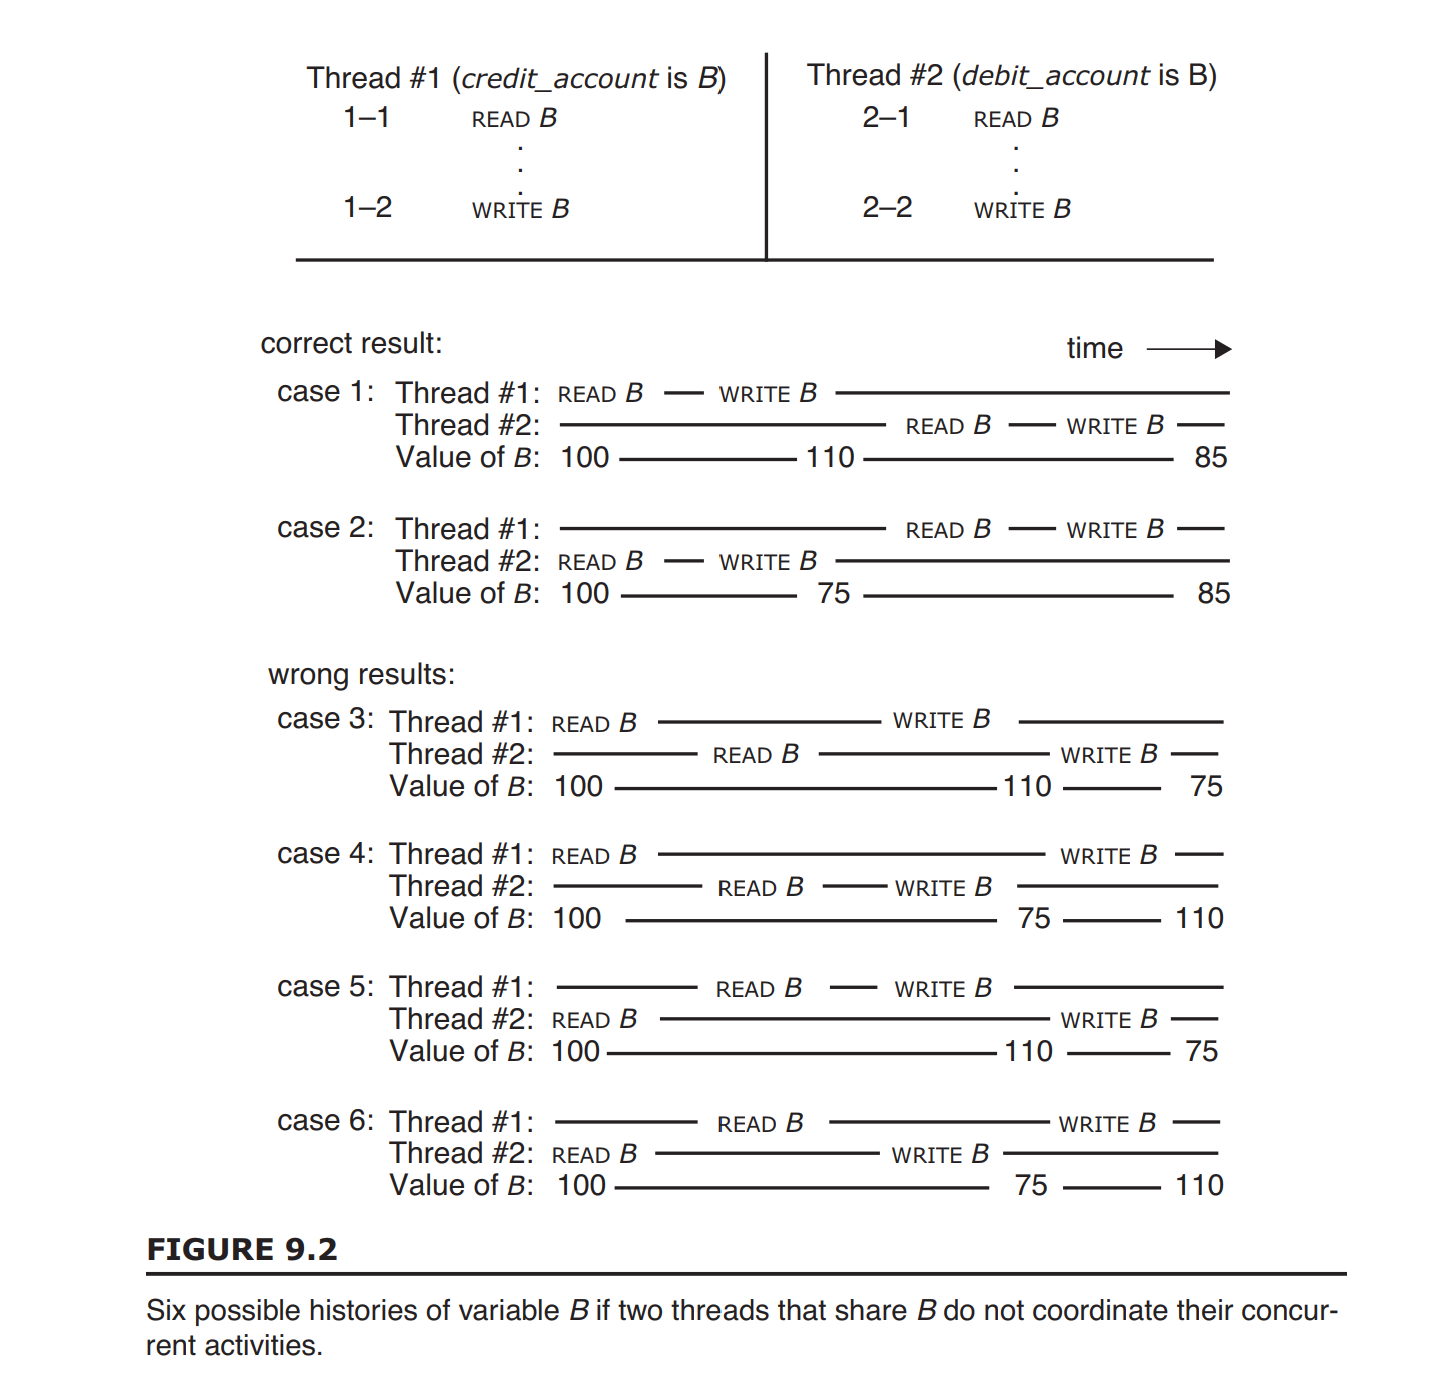 Thread #1 (credit_account is B)
1–1 READ B
.
.
.
1–2 WRITE B
Thread #2 (debit_account is B)
2–1 READ B
.
.
.
2–2 WRITE B
correct result:
time
case 1: Thread #1: READ B WRITE B
Thread #2: READ B WRITE B
Value of B: 100 110 85
case 2: Thread #1: READ B WRITE B
Thread #2: READ B WRITE B
Value of B: 100 75 85
wrong results:
case 3: Thread #1: READ B WRITE B
Thread #2: READ B WRITE B
Value of B: 100 110 75
case 4: Thread #1: READ B WRITE B
Thread #2: READ B WRITE B
Value of B: 100 75 110
case 5: Thread #1: READ B WRITE B
Thread #2: READ B WRITE B
Value of B: 100 110 75
case 6: Thread #1: READ B WRITE B
Thread #2: READ B WRITE B
Value of B: 100 75 110
FIGURE 9.2
Six possible histories of variable B if two threads that share B do not coordinate their concur-
rent activities.